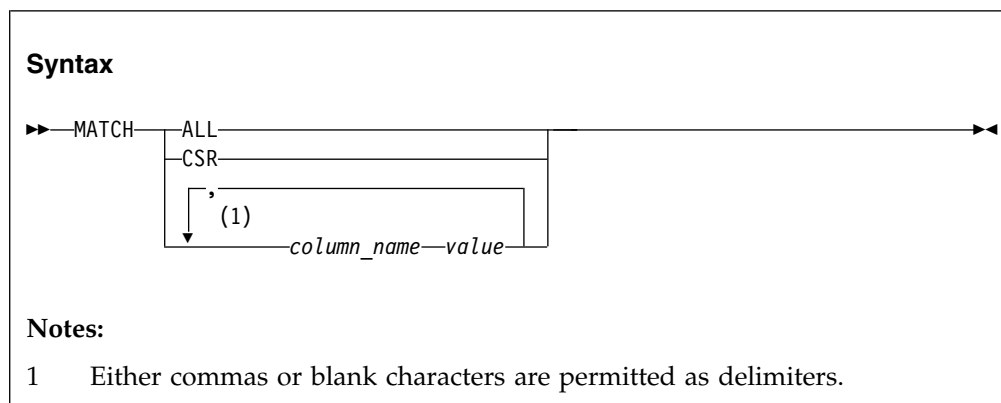 Syntax
MATCH ALL
CSR
,
(1)
column_name value
Notes:
1 Either commas or blank characters are permitted as delimiters.